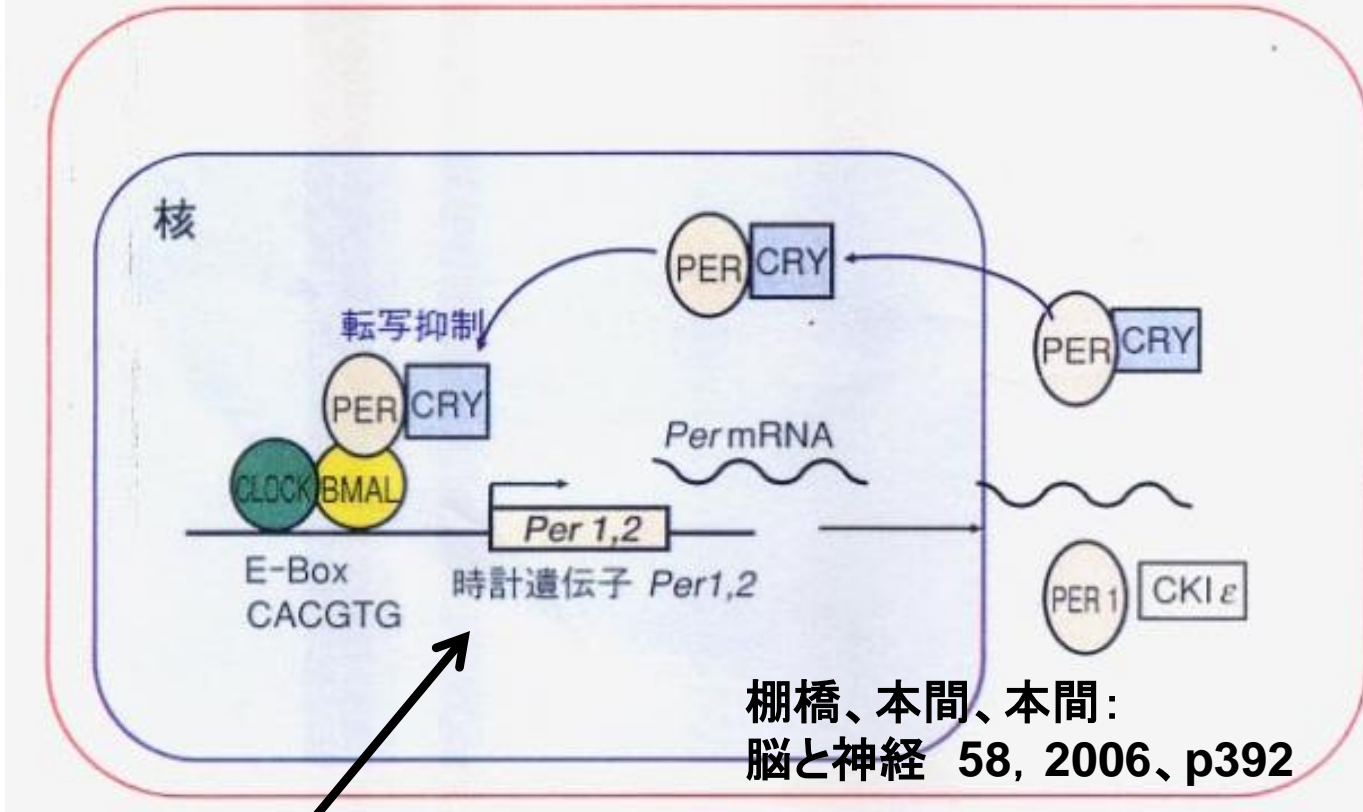 核
PER CRY
転写抑制
PER CRY
PER CRY
Per mRNA
CLOCK BMAL
Per 1,2
E-Box
CACGTG
時計遺伝子 Per1,2
PER 1 CKI ε
棚橋、本間、本間：
脳と神経 58, 2006、p392